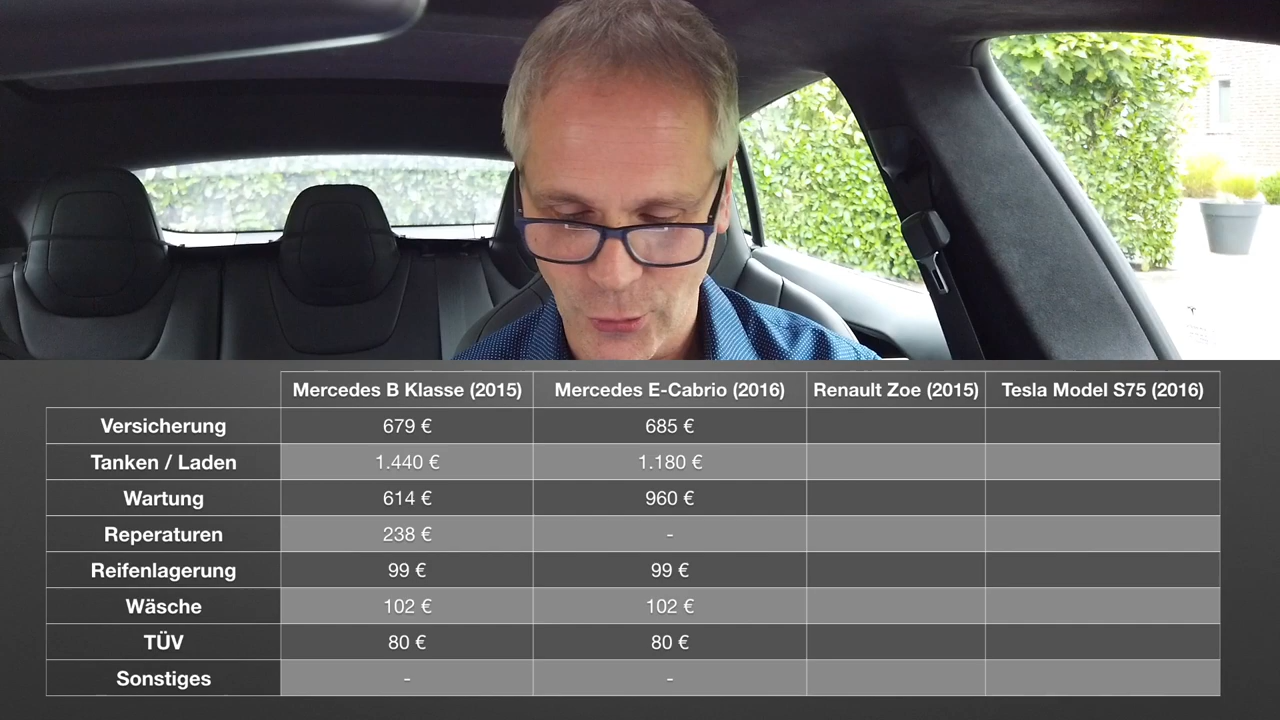 Mercedes B Klasse (2015) Mercedes E-Cabrio (2016) Renault Zoe (2015) Tesla Model S75 (2016)
Versicherung 679 € 685 €
Tanken / Laden 1.440 € 1.180 €
Wartung 614 € 960 €
Reperaturen 238 € -
Reifenlagerung 99 € 99 €
Wäsche 102 € 102 €
TÜV 80 € 80 €
Sonstiges - -